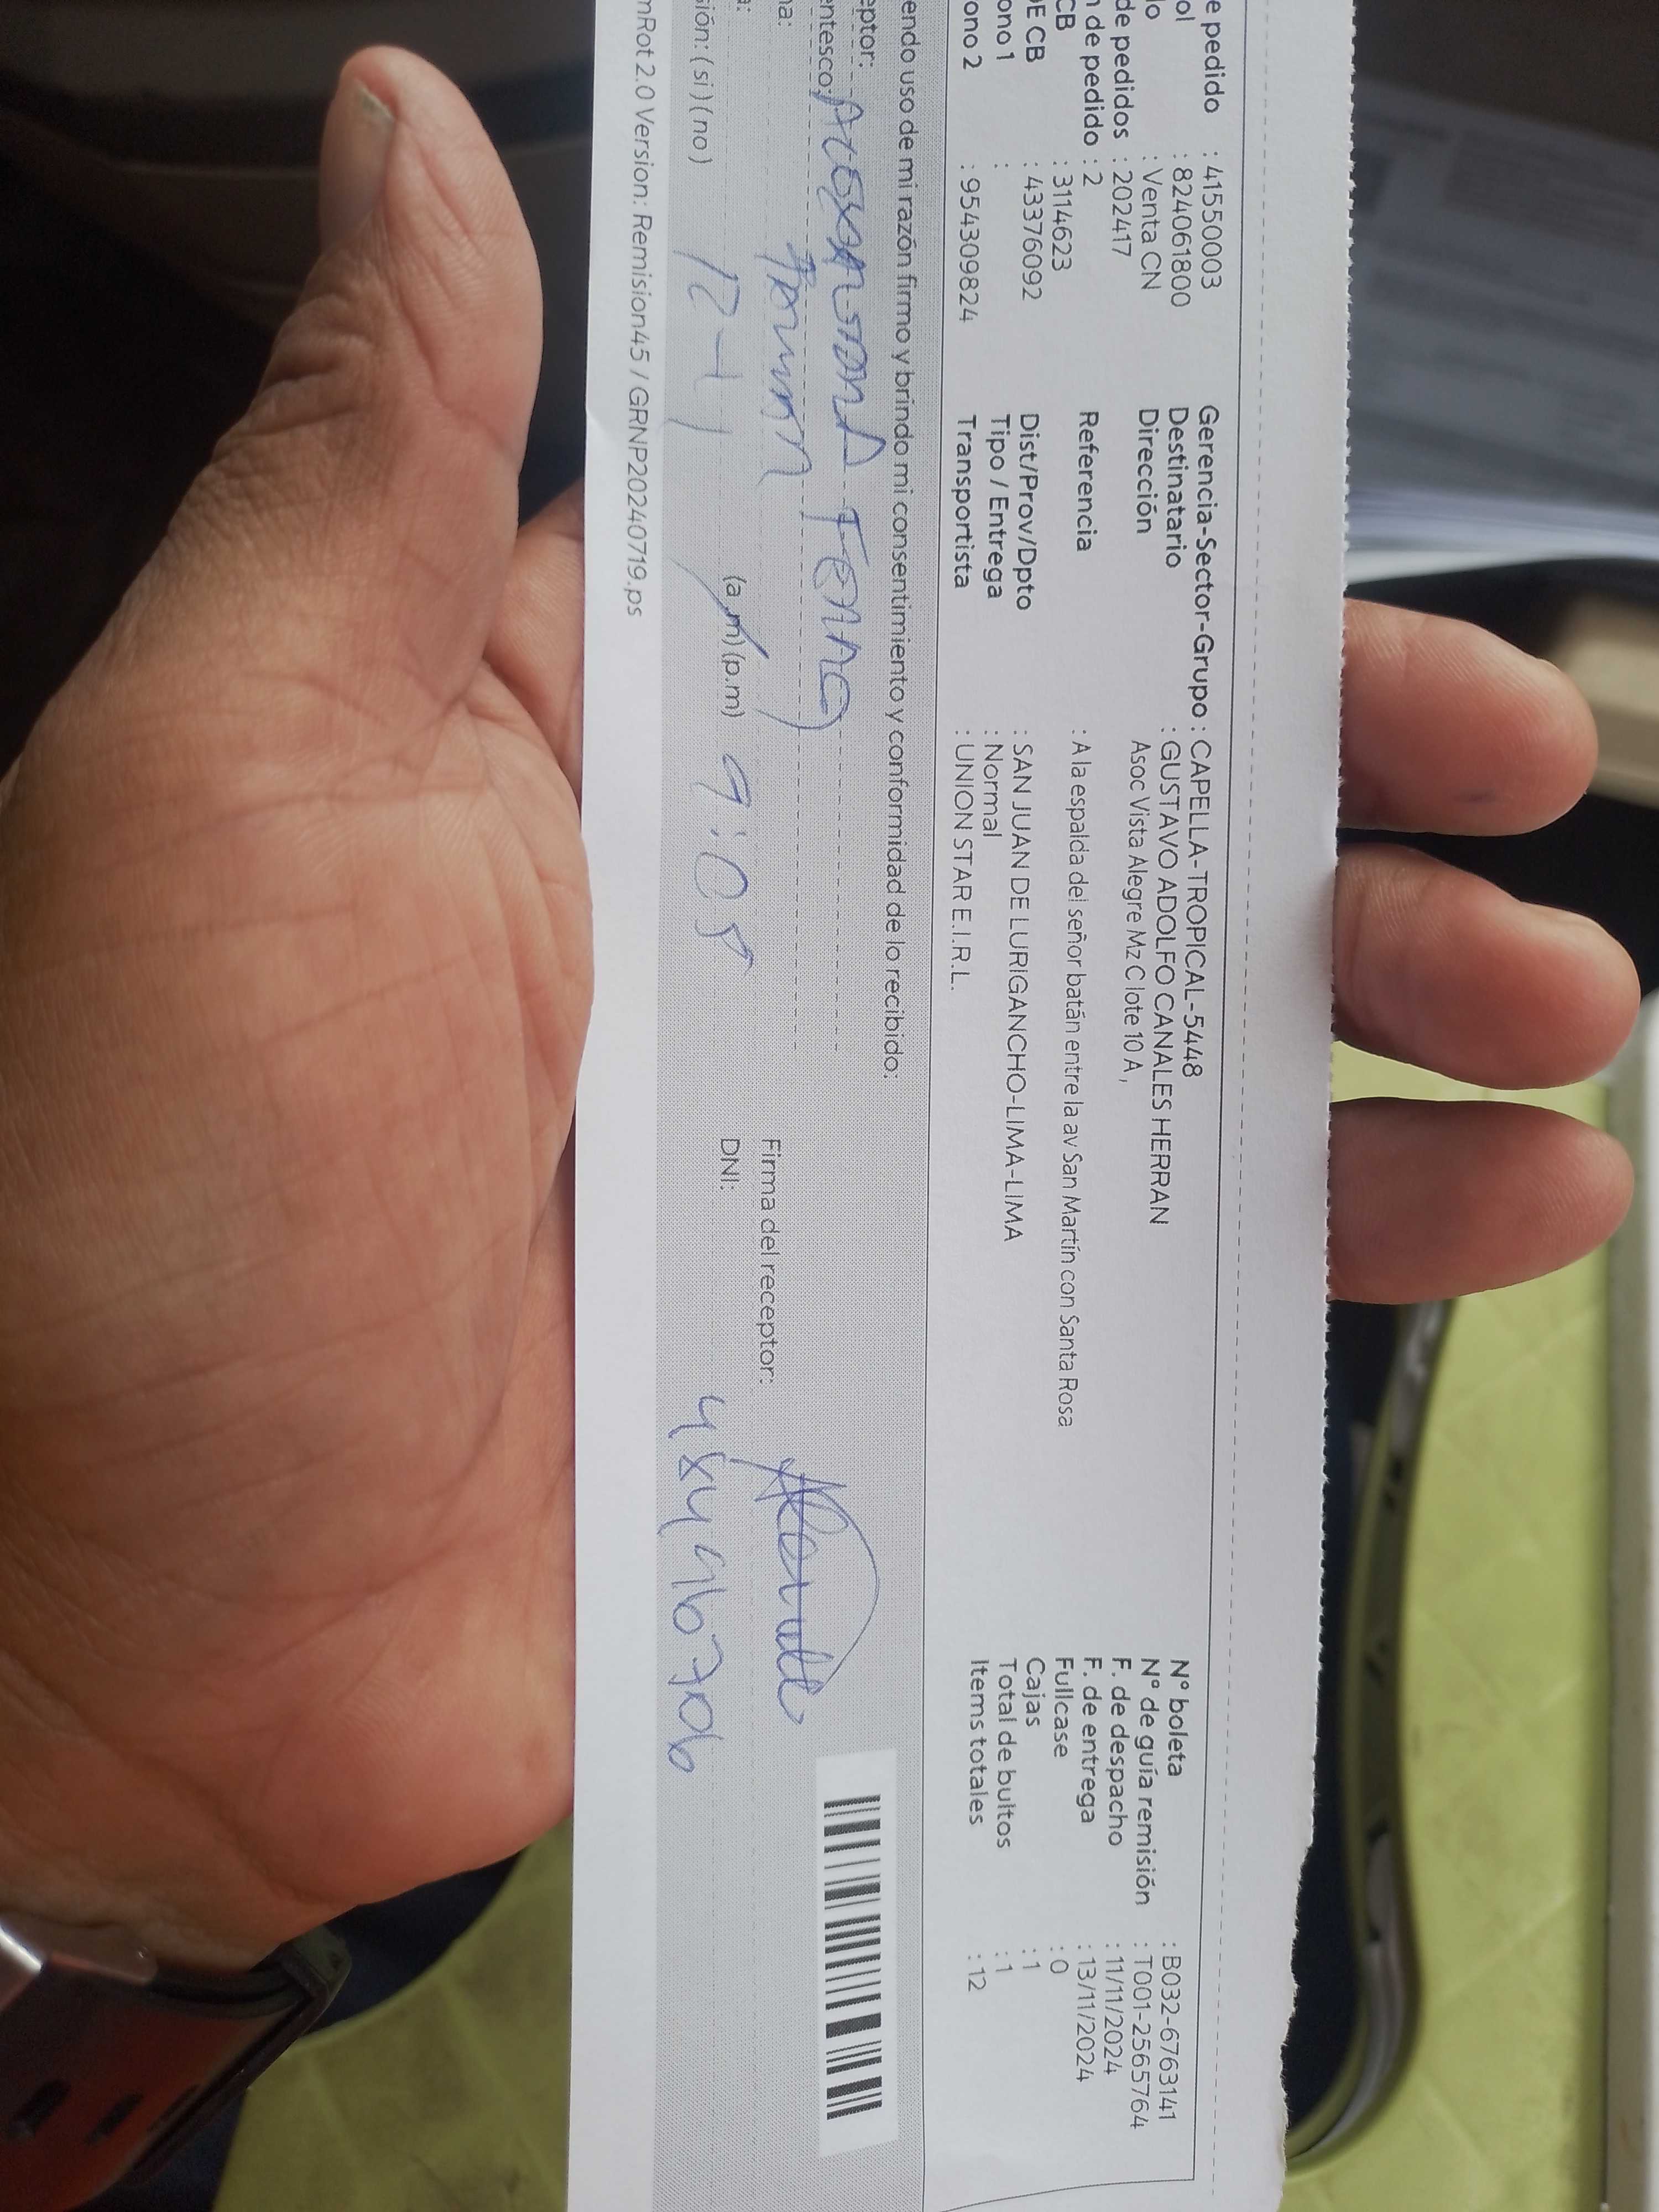 e pedido : 41550003
ol : 824061800
do : Venta CN
de pedidos : 202417
n de pedido : 2
CB : 3114623
DE CB : 43376092
ono 1 :
ono 2 : 954309824
Gerencia-Sector-Grupo : CAPELLA-TROPICAL-5448
Destinatario : GUSTAVO ADOLFO CANALES HERRAN
Dirección Asoc Vista Alegre Mz C lote 10 A ,
Referencia : A la espalda del señor batán entre la av San Martín con Santa Rosa
Dist/Prov/Dpto : SAN JUAN DE LURIGANCHO-LIMA-LIMA
Tipo / Entrega : Normal
Transportista : UNION STAR E.I.R.L.
N° boleta : B032-6763141
N° de guía remisión : T001-2565764
F. de despacho : 11/11/2024
F. de entrega : 13/11/2024
Fullcase : 0
Cajas : 1
Total de bultos : 1
Items totales : 12
endo uso de mi razón firmo y brindo mi consentimiento y conformidad de lo recibido:
eptor:
entesco:
na:
a: 12-11 (a.m) (p.m) 9:05
sión: (si) (no)
Firma del receptor:
DNI:
mRot 2.0 Version: Remision45 / GRNP20240719.ps